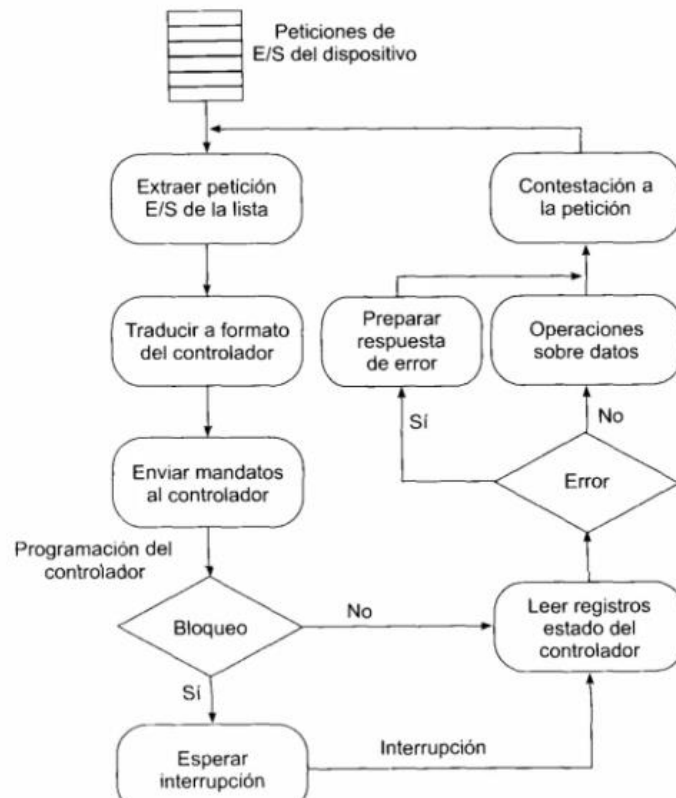 Peticiones de
E/S del dispositivo
Extraer petición
E/S de la lista
Contestación a
la petición
Traducir a formato
del controlador
Preparar
respuesta
de error
Operaciones
sobre datos
Sí
No
Enviar mandatos
al controlador
Error
Programación del
controlador
Bloqueo
No
Leer registros
estado del
controlador
Sí
Esperar
interrupción
Interrupción